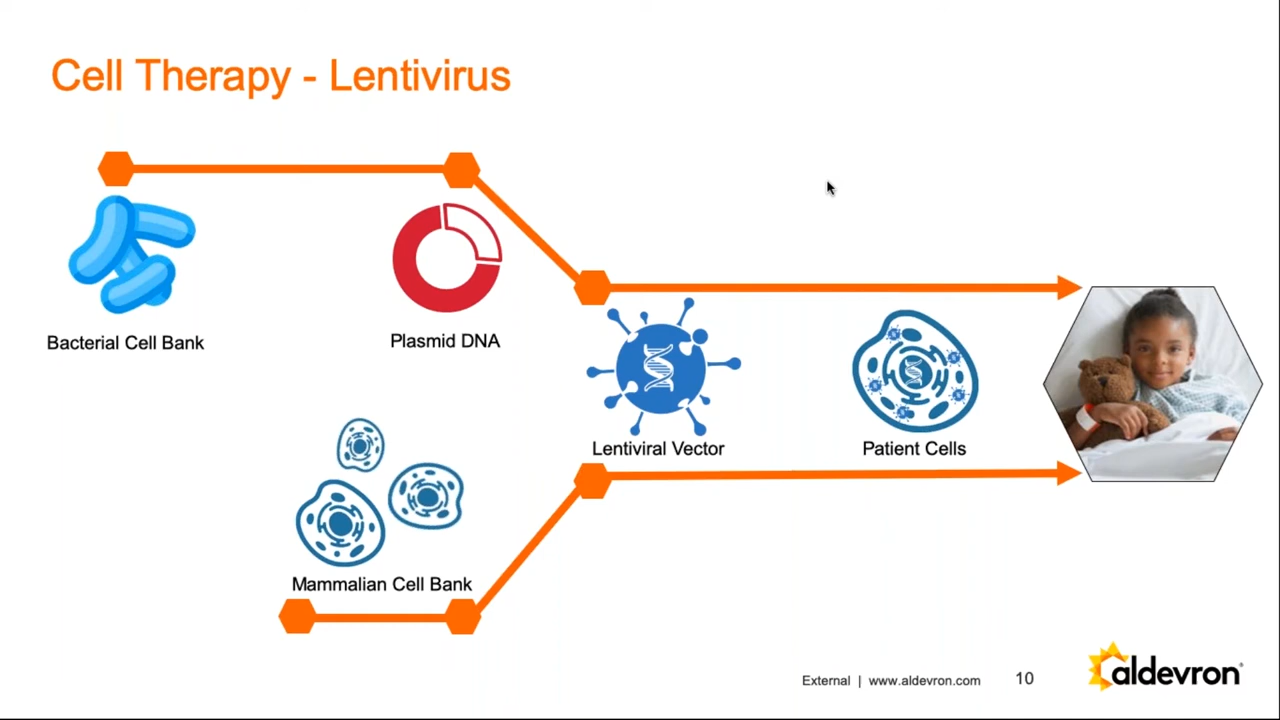 Cell Therapy - Lentivirus
Bacterial Cell Bank
Plasmid DNA
Lentiviral Vector
Patient Cells
Mammalian Cell Bank
External | www.aldevron.com
10
aldevron